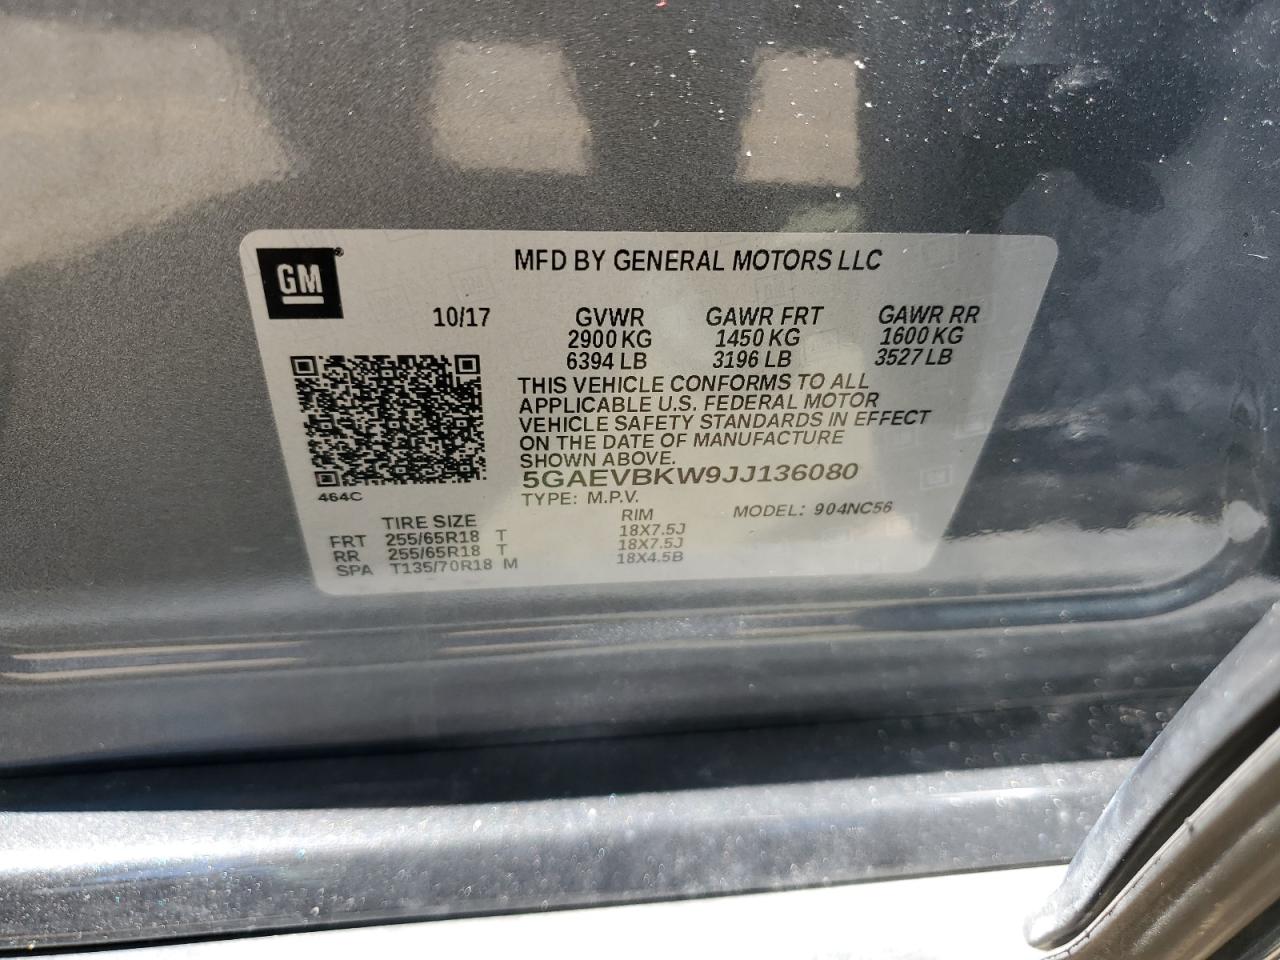 GM
MFD BY GENERAL MOTORS LLC
10/17 GVWR GAWR FRT GAWR RR
2900 KG 1450 KG 1600 KG
6394 LB 3196 LB 3527 LB
THIS VEHICLE CONFORMS TO ALL
APPLICABLE U.S. FEDERAL MOTOR
VEHICLE SAFETY STANDARDS IN EFFECT
ON THE DATE OF MANUFACTURE
SHOWN ABOVE.
5GAEVBKW9JJ136080
464C TYPE: M.P.V. MODEL: 904NC56
TIRE SIZE RIM
FRT 255/65R18 T 18X7.5J
RR 255/65R18 T 18X7.5J
SPA T135/70R18 M 18X4.5B